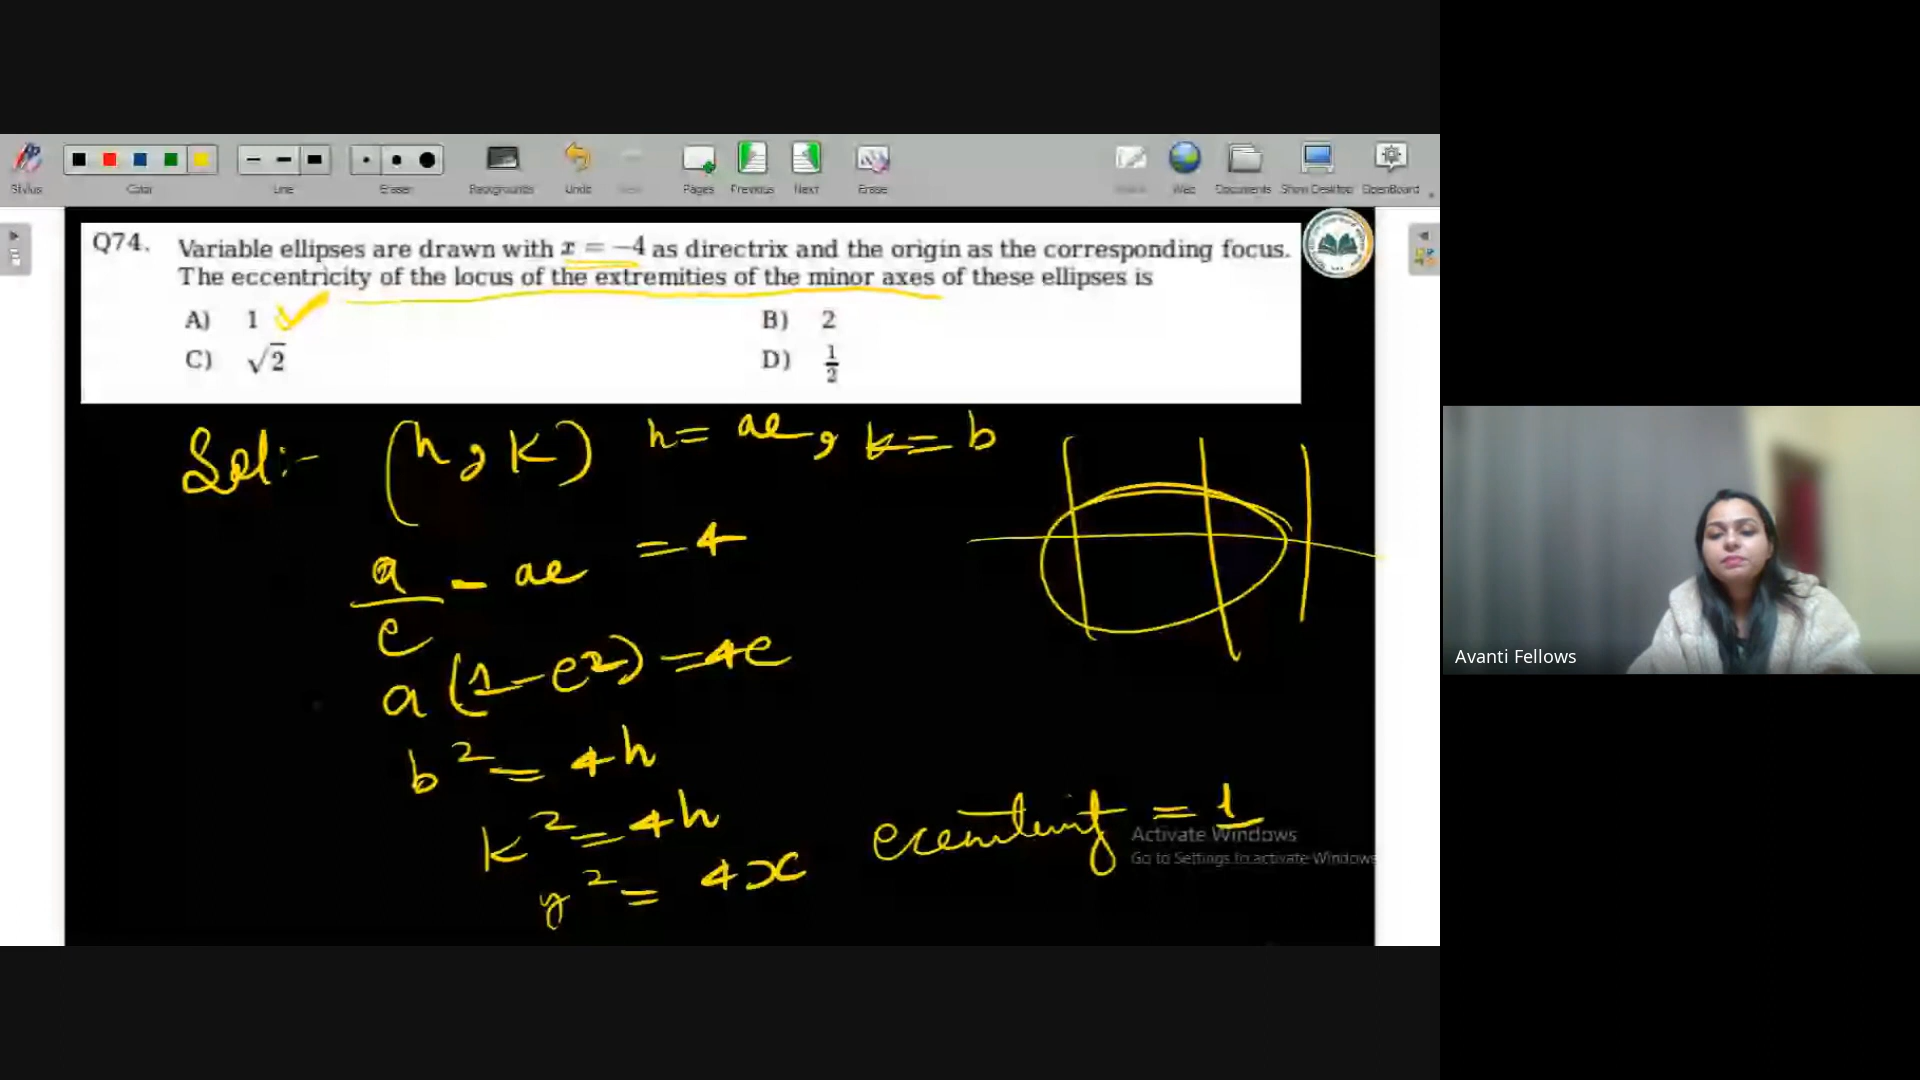 Stylus
Color
Line
Eraser
Backgrounds
Undo
Pages
Previous
Next
Erase
Web
Documents
Show Desktop
OpenBoard
Q74. Variable ellipses are drawn with x = −4 as directrix and the origin as the corresponding focus.
The eccentricity of the locus of the extremities of the minor axes of these ellipses is
A) 1
B) 2
C) √2
D) 1/2
Sol:- (h, k) h = ae, k = b
a/e - ae = 4
a(1-e²) = 4e
b² = 4h
k² = 4h
y² = 4x
= 1
Activate Windows
Go to Settings to activate Windows
Avanti Fellows